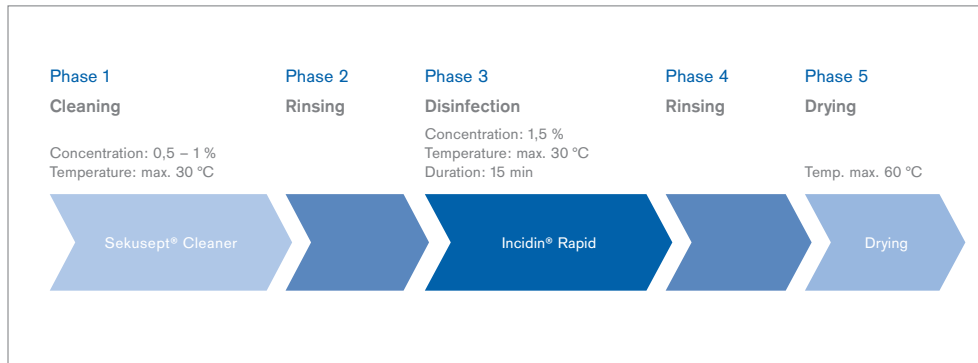 Phase 1
Cleaning
Concentration: 0,5 – 1 %
Temperature: max. 30 °C
Sekusept® Cleaner
Phase 2
Rinsing
Phase 3
Disinfection
Concentration: 1,5 %
Temperature: max. 30 °C
Duration: 15 min
Incidin® Rapid
Phase 4
Rinsing
Phase 5
Drying
Temp. max. 60 °C
Drying